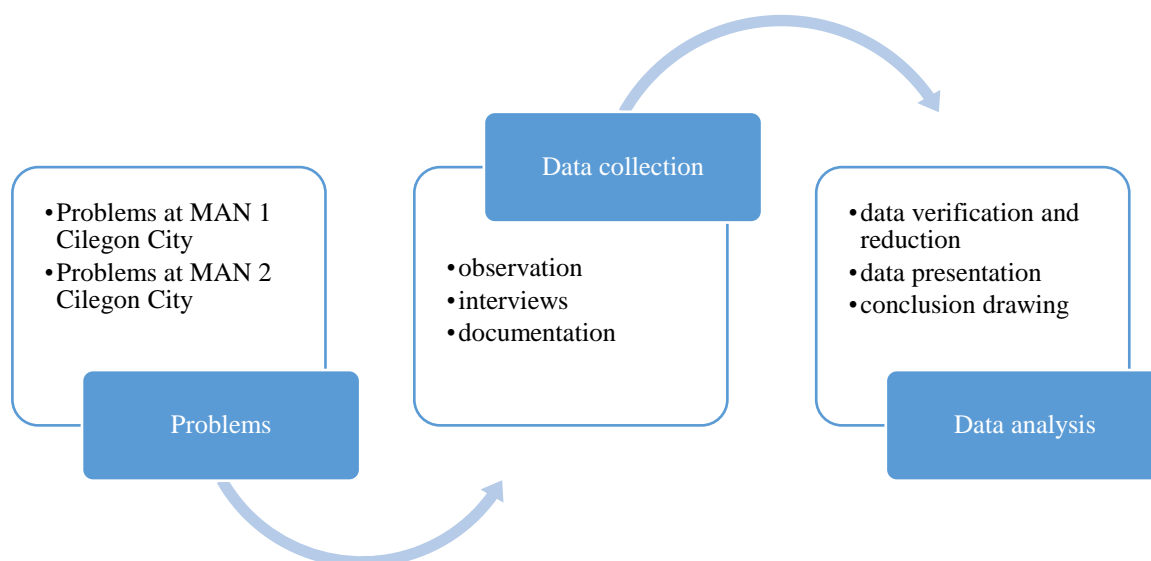 •Problems at MAN 1
Cilegon City
•Problems at MAN 2
Cilegon City
Problems
Data collection
•observation
•interviews
•documentation
•data verification and
reduction
•data presentation
•conclusion drawing
Data analysis